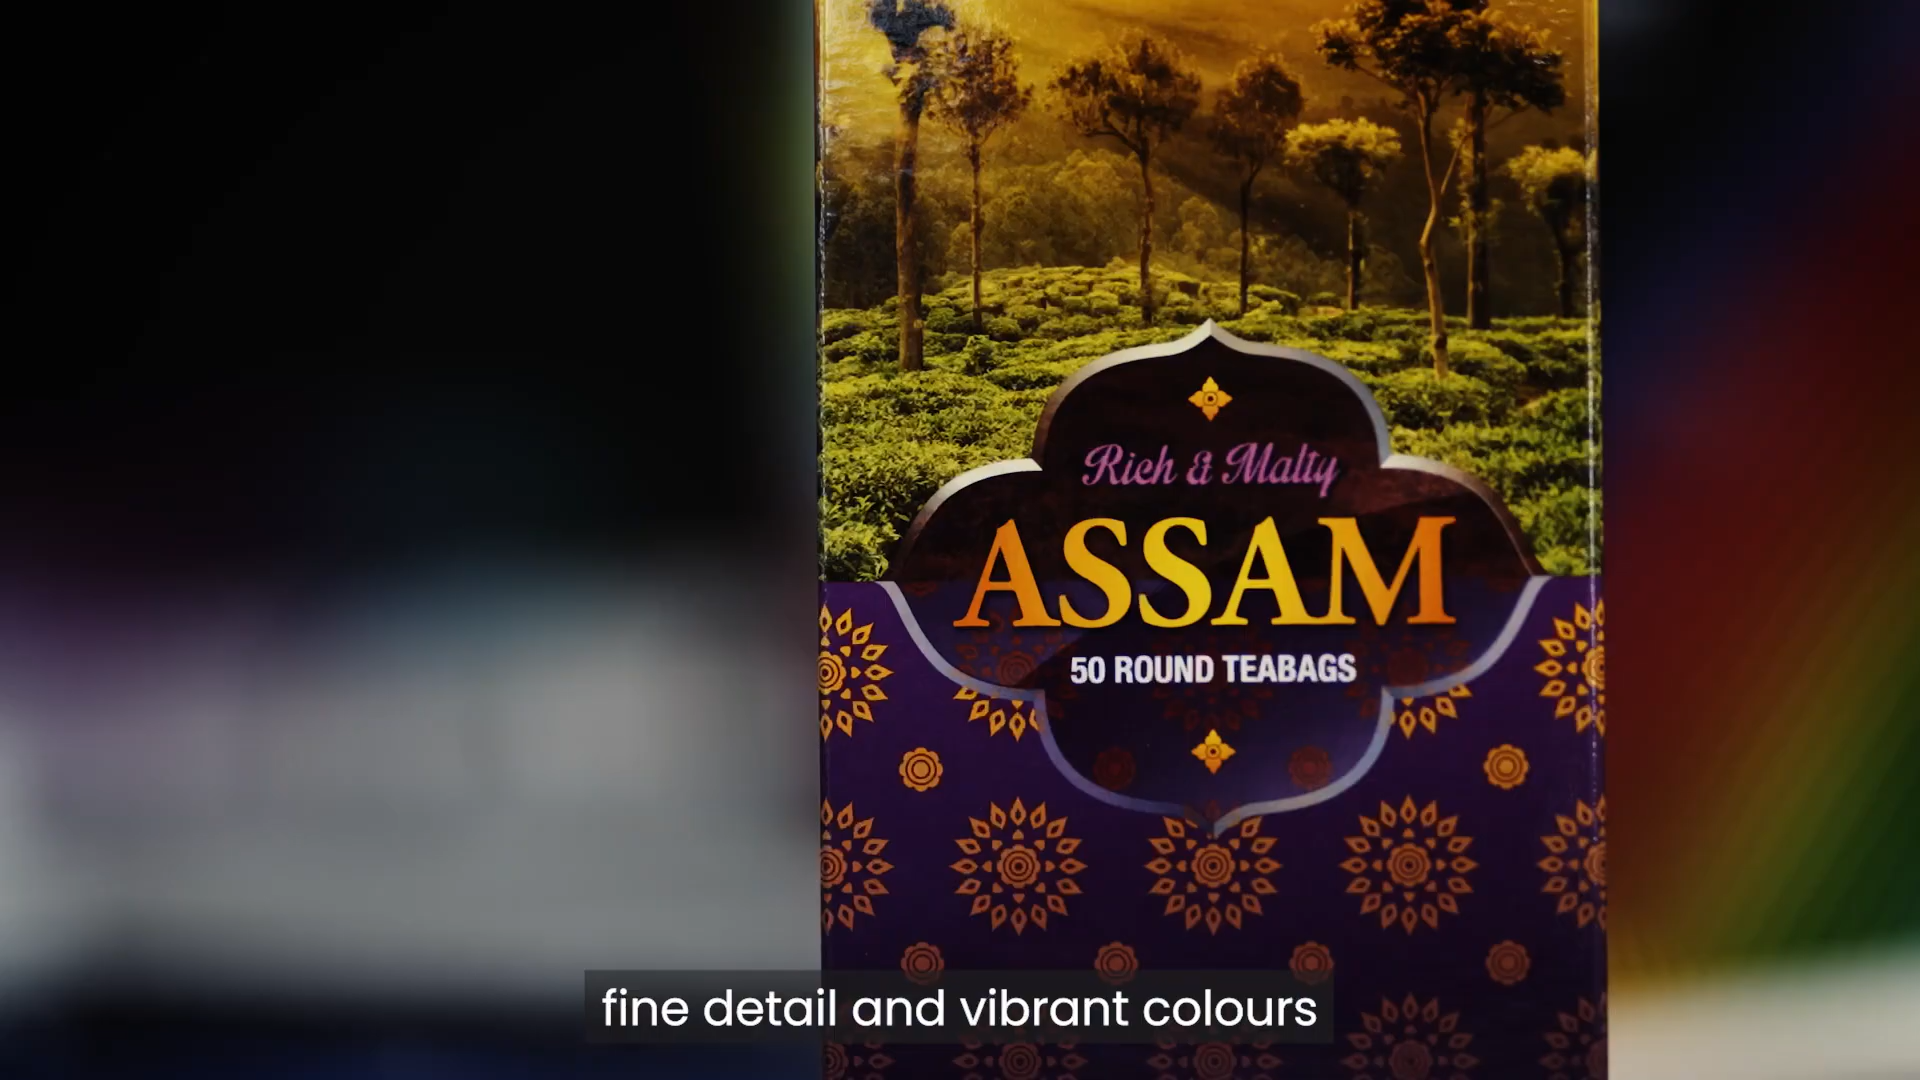 Rich & Malty
ASSAM
50 ROUND TEABAGS
fine detail and vibrant colours